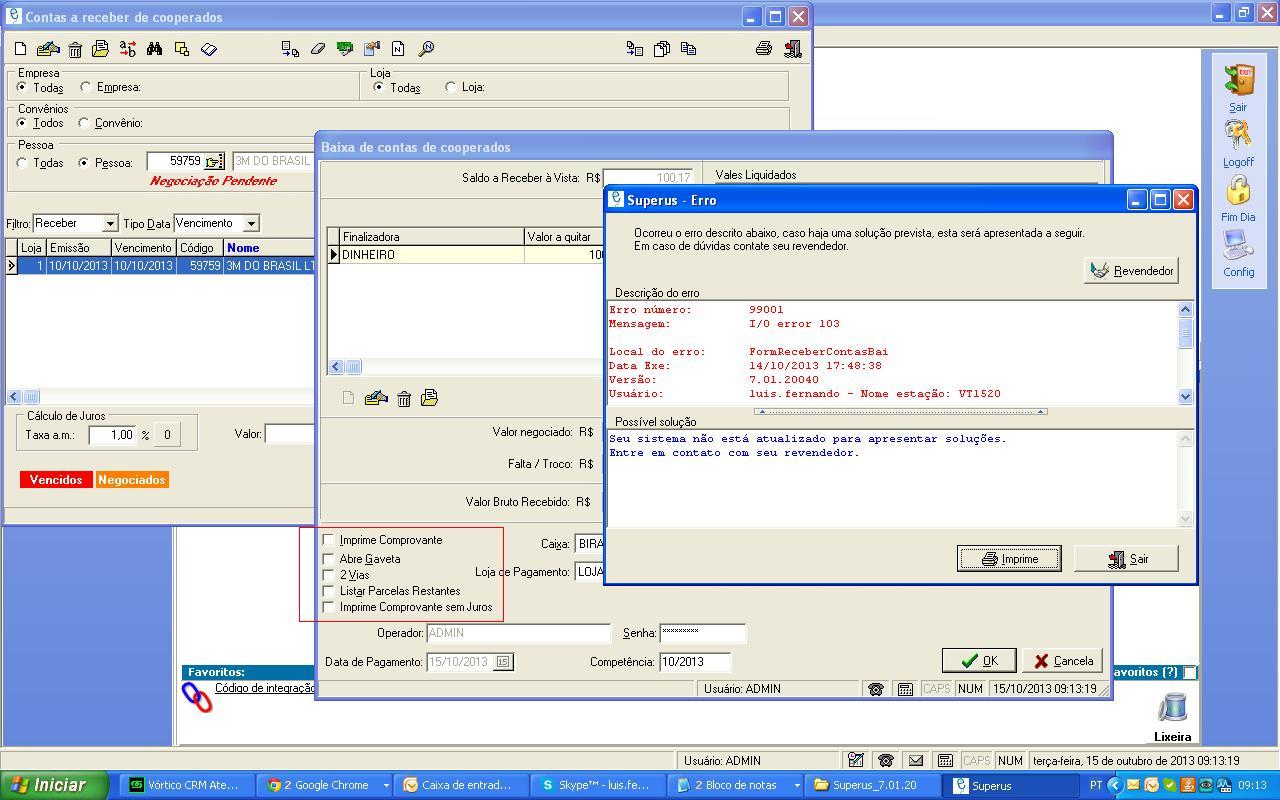 Contas a receber de cooperados
Empresa
Todas
Empresa:
Loja
Todas
Loja:
Convênios
Todos
Convênio:
Pessoa
Todas
Pessoa:
59759
3M DO BRASIL
Negociação Pendente
Filtro:
Receber
Tipo Data
Vencimento
Loja Emissão Vencimento Código Nome
1 10/10/2013 10/10/2013 59759 3M DO BRASIL LT
Cálculo de Juros
Taxa a.m.: 1,00 % 0
Valor:
Vencidos
Negociados
Baixa de contas de cooperados
Saldo a Receber à Vista: R$ 100,17
Vales Liquidados
Finalizadora Valor a quitar
DINHEIRO 100
Valor negociado: R$
Falta / Troco: R$
Valor Bruto Recebido: R$
Imprime Comprovante
Abre Gaveta
2 Vias
Listar Parcelas Restantes
Imprime Comprovante sem Juros
Caixa: BIRA
Loja de Pagamento: LOJA
Operador: ADMIN
Senha: *********
Data de Pagamento: 15/10/2013 15
Competência: 10/2013
OK
Cancela
Usuário: ADMIN
CAPS NUM 15/10/2013 09:13:19
Superus - Erro
Ocorreu o erro descrito abaixo, caso haja uma solução prevista, esta será apresentada a seguir.
Em caso de dúvidas contate seu revendedor.
Revendedor
Descrição do erro
Erro número: 99001
Mensagem: I/O error 103
Local do erro: FormReceberContasBai
Data Exe: 14/10/2013 17:48:38
Versão: 7.01.20040
Usuário: luis.fernando - Nome estação: VT1520
Possível solução
Seu sistema não está atualizado para apresentar soluções.
Entre em contato com seu revendedor.
Imprime
Sair
EXIT
Sair
Logoff
Fim Dia
Config
Favoritos:
Código de integração
avoritos (?)
Lixeira
Usuário: ADMIN
CAPS NUM terça-feira, 15 de outubro de 2013 09:13:19
Iniciar
Vórtico CRM Ate...
2 Google Chrome
Caixa de entrad...
Skype™ - luis.fe...
2 Bloco de notas
Superus_7.01.20
Superus
PT
09:13